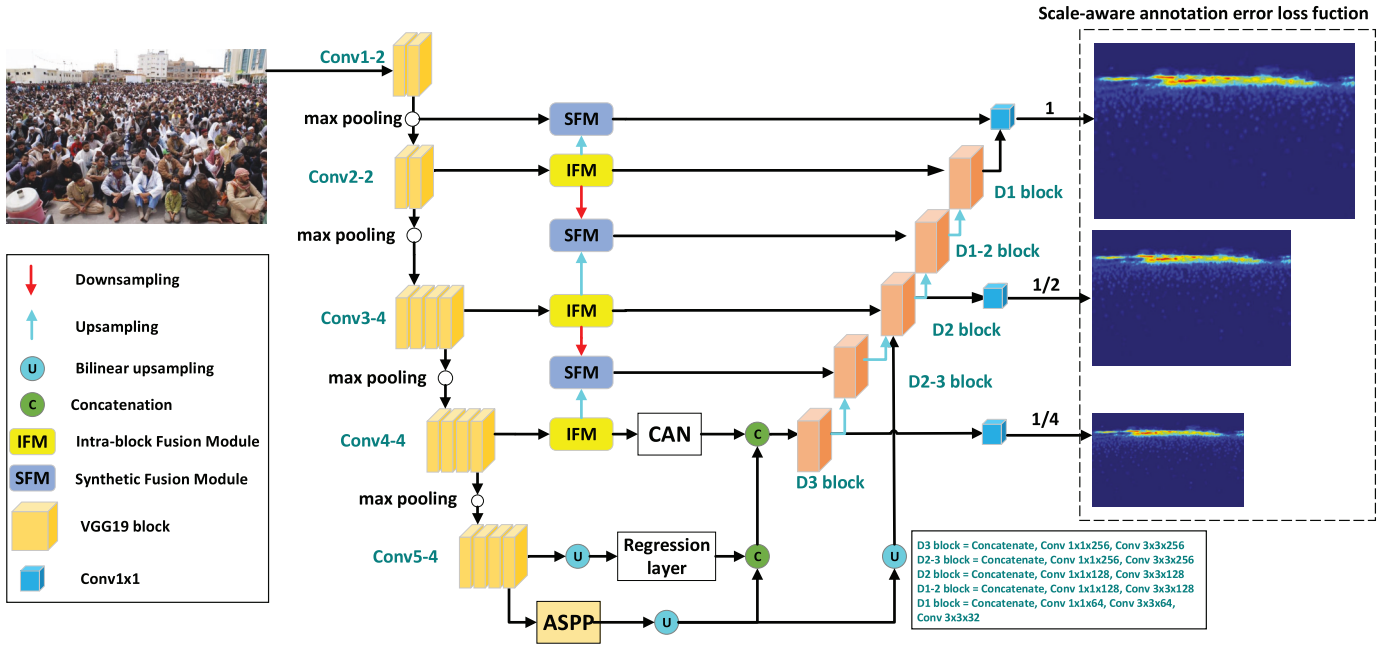 Scale-aware annotation error loss fuction
Conv1-2
max pooling
SFM
1
Conv2-2
IFM
D1 block
max pooling
SFM
D1-2 block
Downsampling
Upsampling
Bilinear upsampling
Concatenation
Intra-block Fusion Module
Synthetic Fusion Module
VGG19 block
Conv1x1
U
C
IFM
SFM
Conv3-4
IFM
1/2
D2 block
max pooling
SFM
D2-3 block
Conv4-4
IFM
CAN
C
1/4
D3 block
max pooling
Conv5-4
U
Regression
layer
C
U
ASPP
U
D3 block = Concatenate, Conv 1x1x256, Conv 3x3x256
D2-3 block = Concatenate, Conv 1x1x256, Conv 3x3x256
D2 block = Concatenate, Conv 1x1x128, Conv 3x3x128
D1-2 block = Concatenate, Conv 1x1x128, Conv 3x3x128
D1 block = Concatenate, Conv 1x1x64, Conv 3x3x64,
Conv 3x3x32